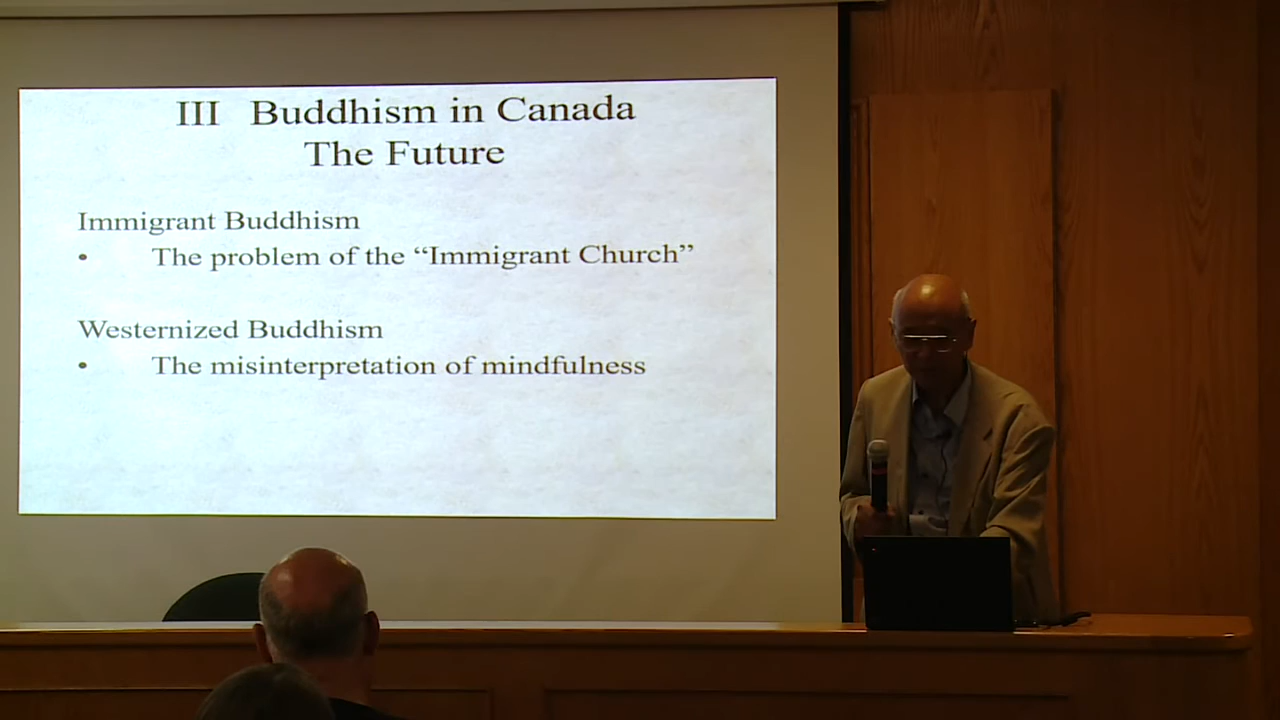 III Buddhism in Canada
The Future
Immigrant Buddhism
• The problem of the “Immigrant Church”
Westernized Buddhism
• The misinterpretation of mindfulness